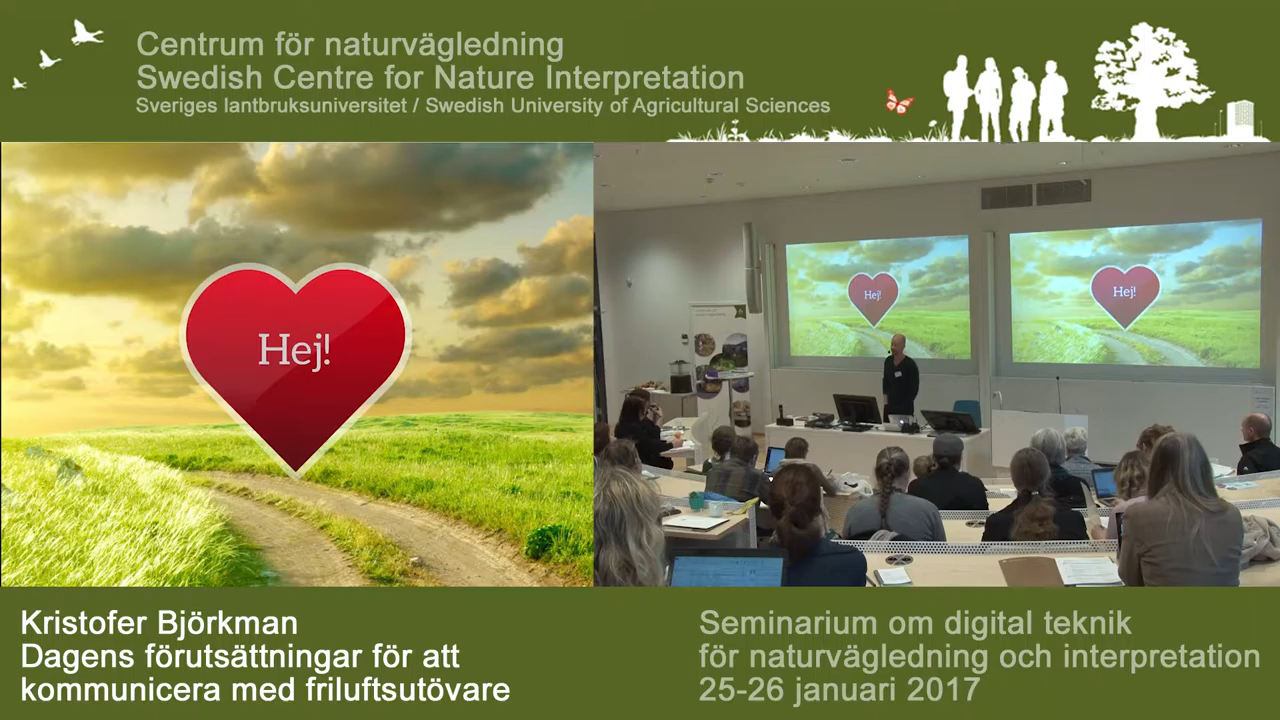 Centrum för naturvägledning
Swedish Centre for Nature Interpretation
Sveriges lantbruksuniversitet / Swedish University of Agricultural Sciences
Hej!
Hej!
Hej!
Kristofer Björkman
Dagens förutsättningar för att
kommunicera med friluftsutövare
Seminarium om digital teknik
för naturvägledning och interpretation
25-26 januari 2017